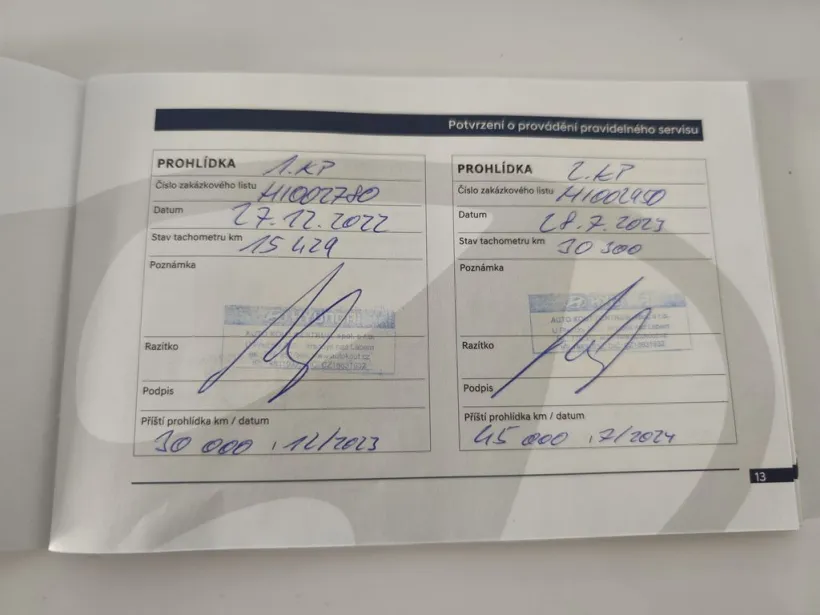 Potvrzení o provádění pravidelného servisu
PROHLÍDKA 1. KP
Číslo zakázkového listu H1002780
Datum 27.12.2022
Stav tachometru km 15 429
Poznámka
Razítko
Podpis
Příští prohlídka km / datum
30 000 , 12/2023
PROHLÍDKA 2. KP
Číslo zakázkového listu H1002950
Datum 28.7.2023
Stav tachometru km 30 300
Poznámka
AUTO
Razítko
Podpis
Příští prohlídka km / datum
45 000 , 7/2024
13